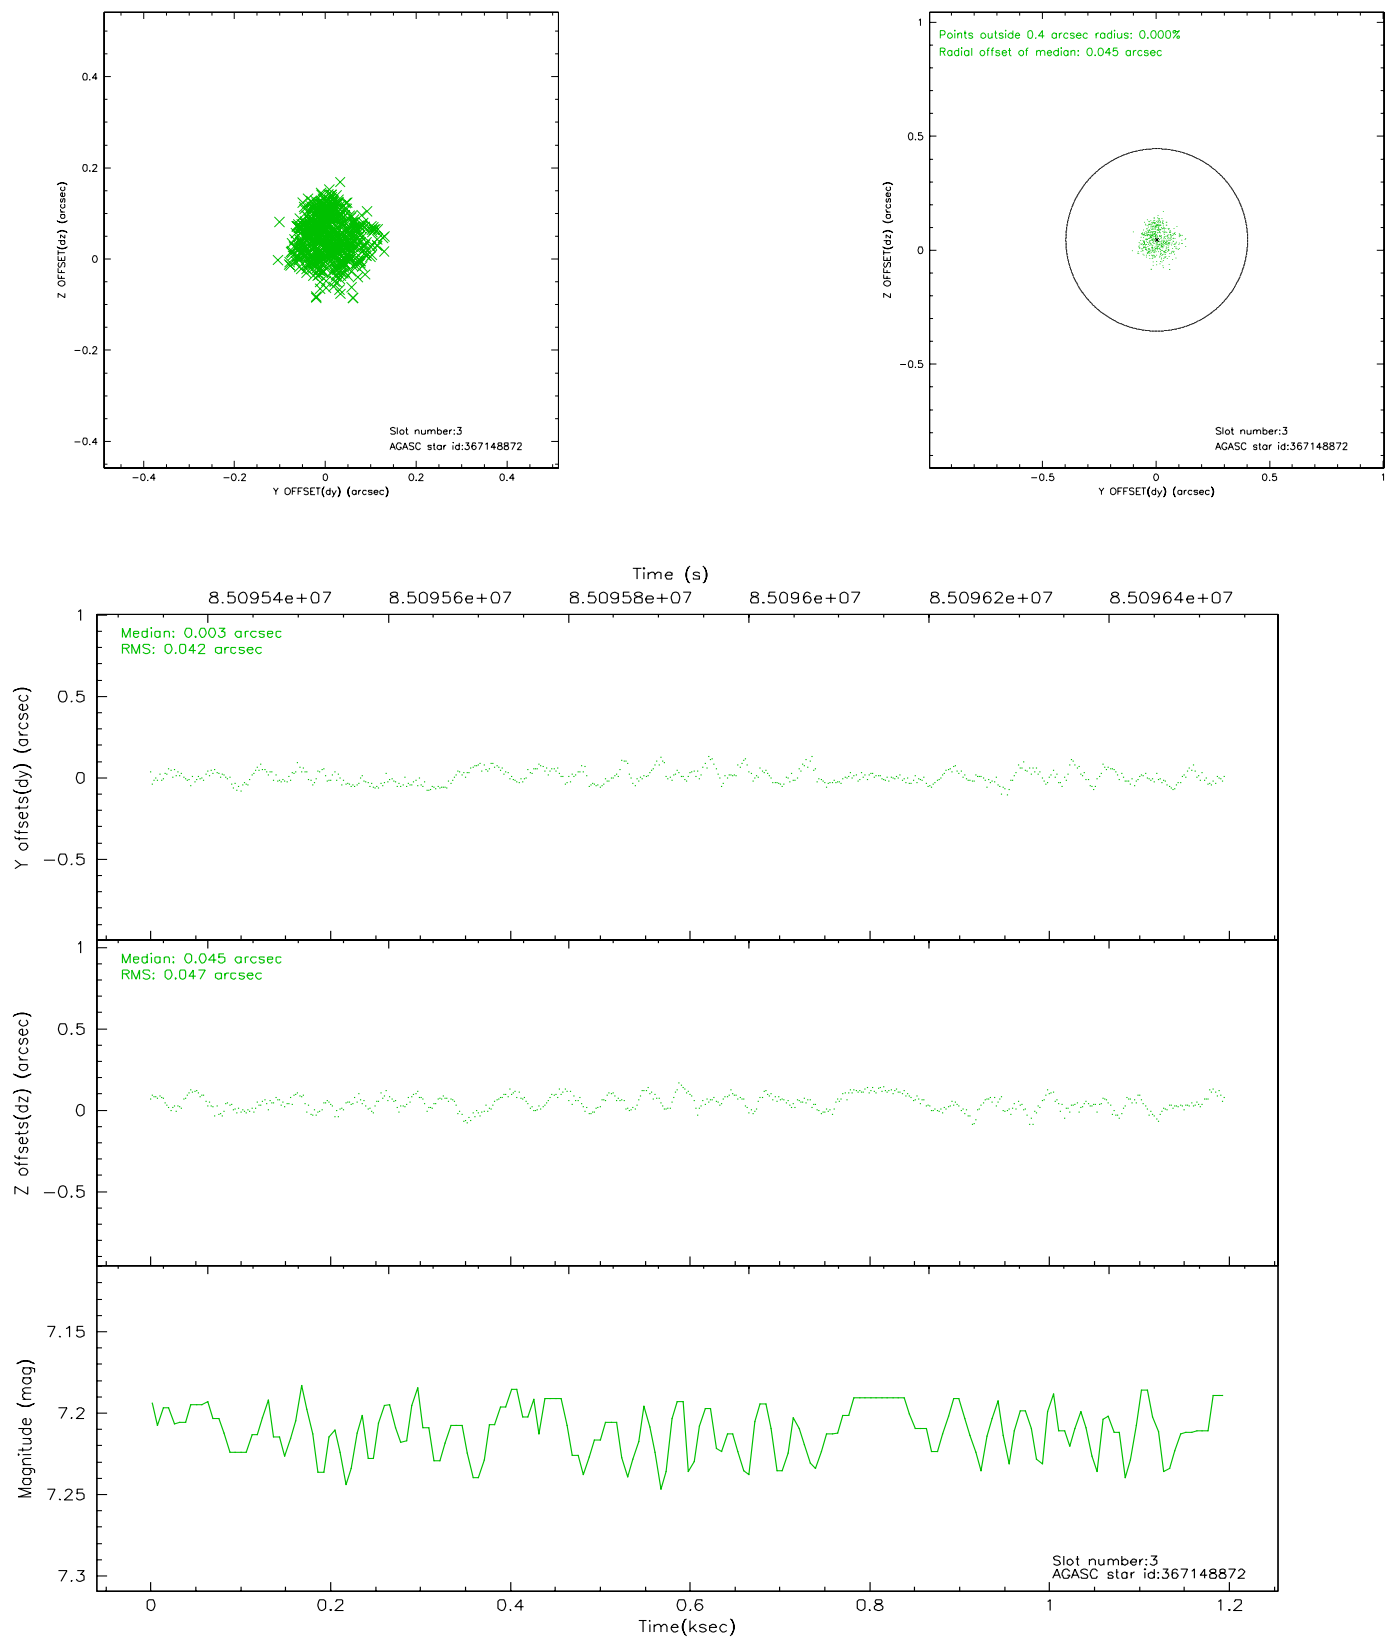 0.4
0.2
0
−0.2
−0.4
Z OFFSET(dz) (arcsec)
Slot number:3
AGASC star id:367148872
−0.4 −0.2 0 0.2 0.4
Y OFFSET(dy) (arcsec)
Points outside 0.4 arcsec radius: 0.000%
Radial offset of median: 0.045 arcsec
1
0.5
0
−0.5
Z OFFSET(dz) (arcsec)
Slot number:3
AGASC star id:367148872
−0.5 0 0.5 1
Y OFFSET(dy) (arcsec)
Time (s)
8.50954e+07 8.50956e+07 8.50958e+07 8.5096e+07 8.50962e+07 8.50964e+07
Median: 0.003 arcsec
RMS: 0.042 arcsec
1
0.5
0
−0.5
Y offsets(dy) (arcsec)
Median: 0.045 arcsec
RMS: 0.047 arcsec
1
0.5
0
−0.5
Z offsets(dz) (arcsec)
7.15
7.2
7.25
7.3
Magnitude (mag)
Slot number:3
AGASC star id:367148872
0 0.2 0.4 0.6 0.8 1 1.2
Time(ksec)